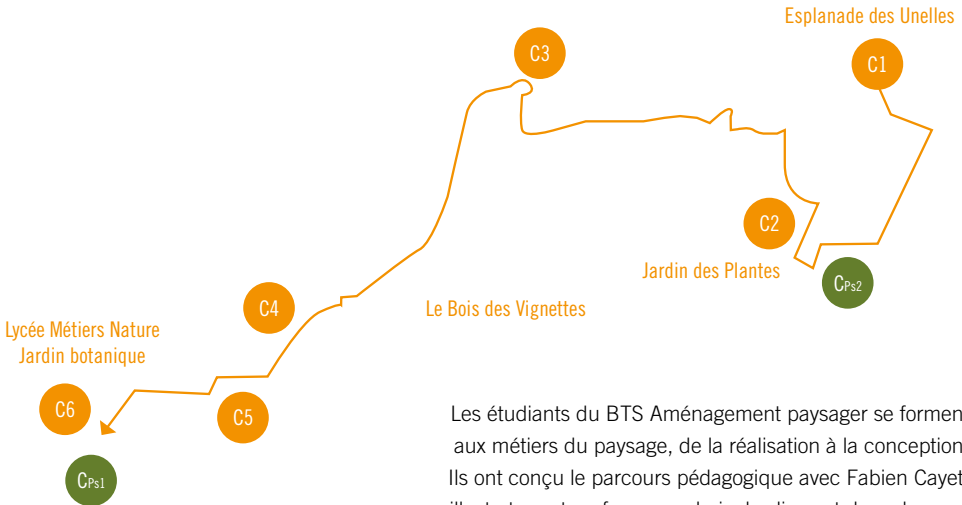 Esplanade des Unelles
C3
C1
C2
Jardin des Plantes
CPs2
C4
Le Bois des Vignettes
Lycée Métiers Nature
Jardin botanique
C6
C5
CPs1
Les étudiants du BTS Aménagement paysager se formen
aux métiers du paysage, de la réalisation à la conception
Ils ont conçu le parcours pédagogique avec Fabien Cayet